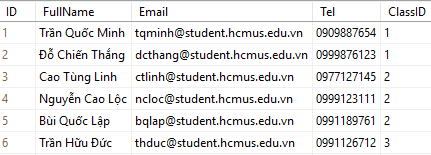 ID FullName Email Tel ClassID
1 Trần Quốc Minh tqminh@student.hcmus.edu.vn 0909887654 1
2 Đỗ Chiến Thắng dcthang@student.hcmus.edu.vn 0999876123 1
3 Cao Tùng Linh ctlinh@student.hcmus.edu.vn 0977127145 2
4 Nguyễn Cao Lộc ncloc@student.hcmus.edu.vn 0999123111 2
5 Bùi Quốc Lập bqlap@student.hcmus.edu.vn 0991189761 2
6 Trần Hữu Đức thduc@student.hcmus.edu.vn 0991126712 3